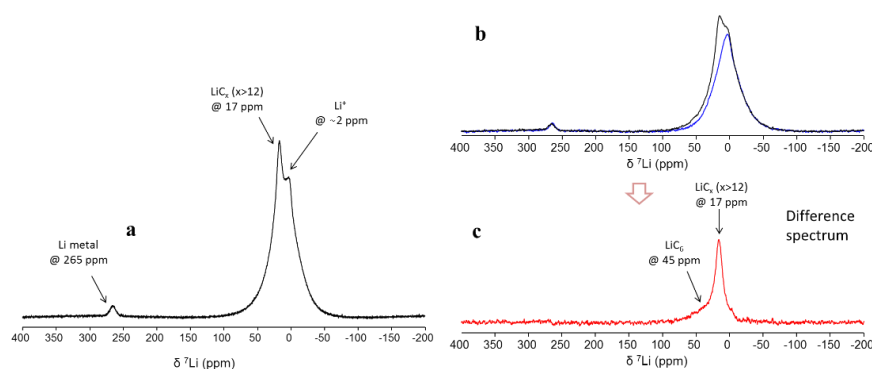 a
LiCₓ (x>12)
@ 17 ppm
Li⁺
@ ~2 ppm
Li metal
@ 265 ppm
400 350 300 250 200 150 100 50 0 -50 -100 -150 -200
δ ⁷Li (ppm)
b
400 350 300 250 200 150 100 50 0 -50 -100 -150 -200
δ ⁷Li (ppm)
c
LiCₓ (x>12)
@ 17 ppm
LiC₆
@ 45 ppm
Difference
spectrum
400 350 300 250 200 150 100 50 0 -50 -100 -150 -200
δ ⁷Li (ppm)